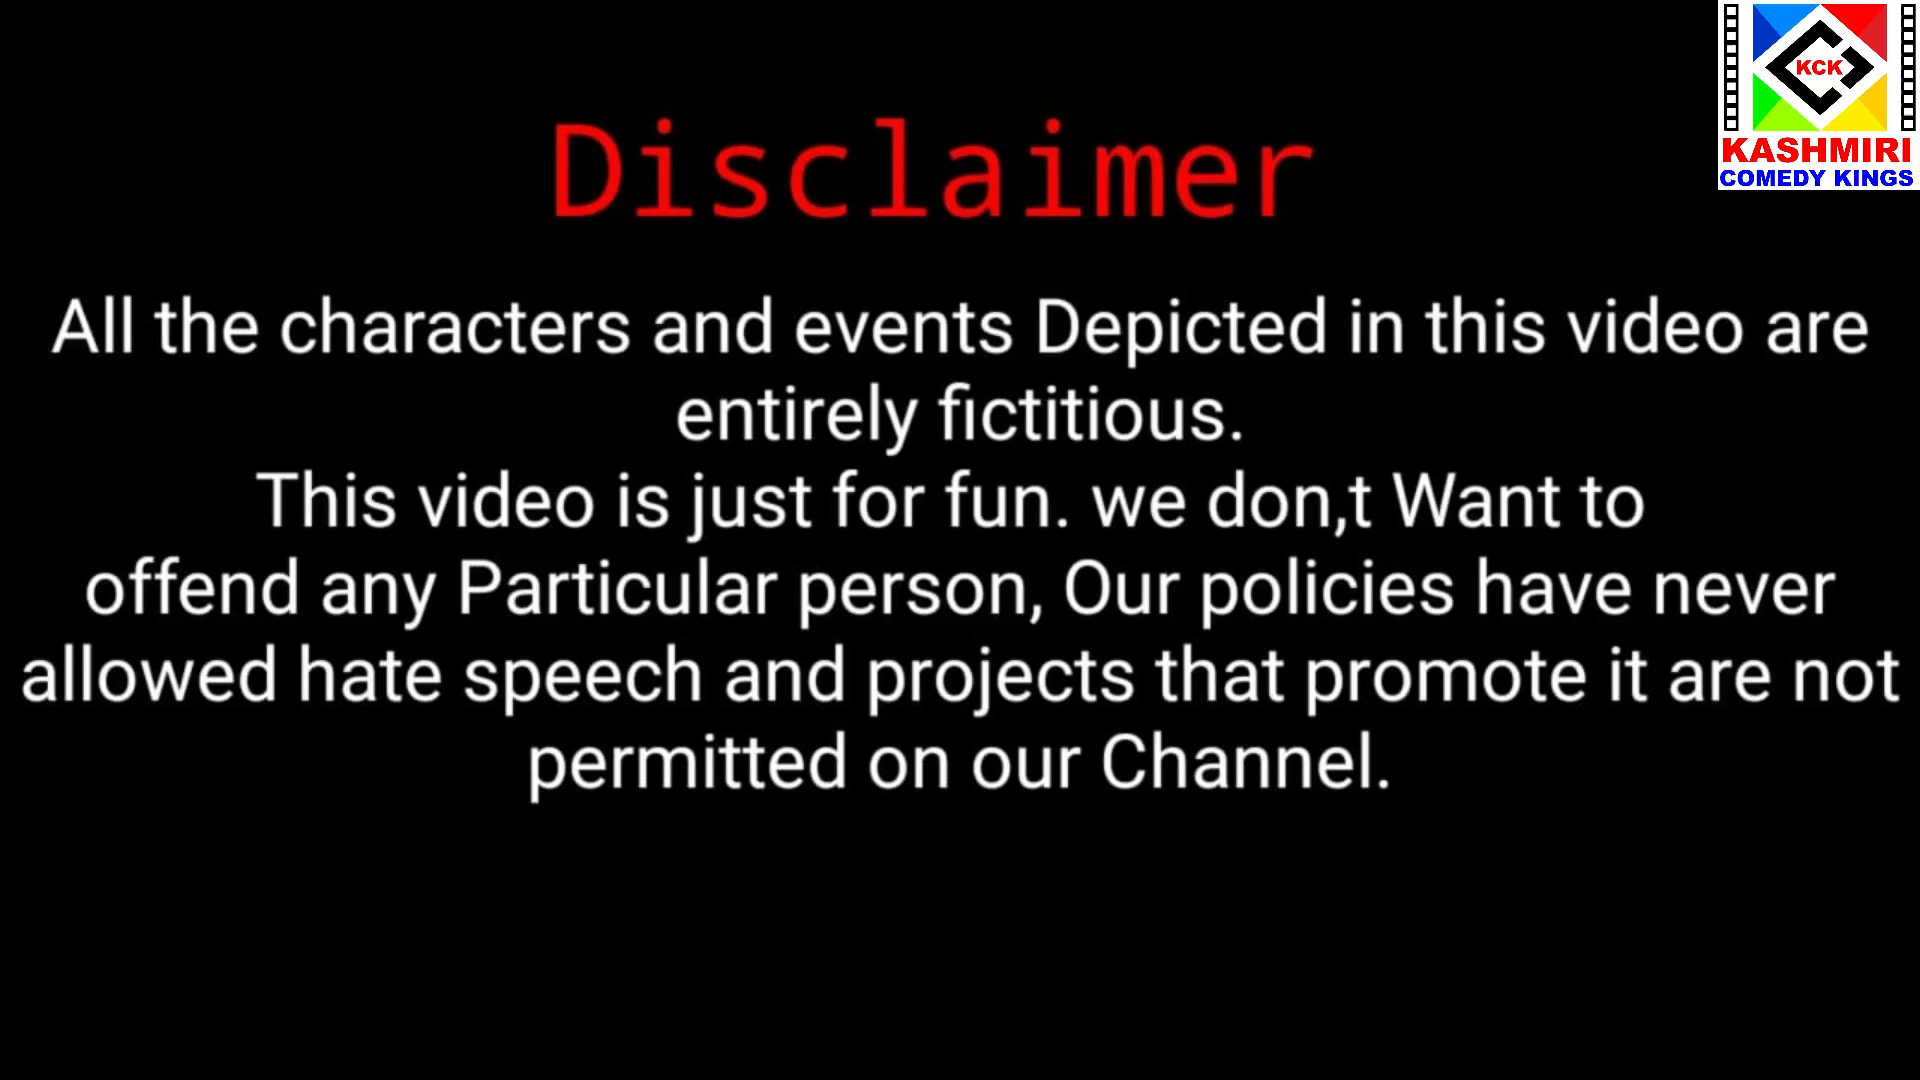 KCK
KASHMIRI
COMEDY KINGS
Disclaimer
All the characters and events Depicted in this video are
entirely fictitious.
This video is just for fun. we don,t Want to
offend any Particular person, Our policies have never
allowed hate speech and projects that promote it are not
permitted on our Channel.